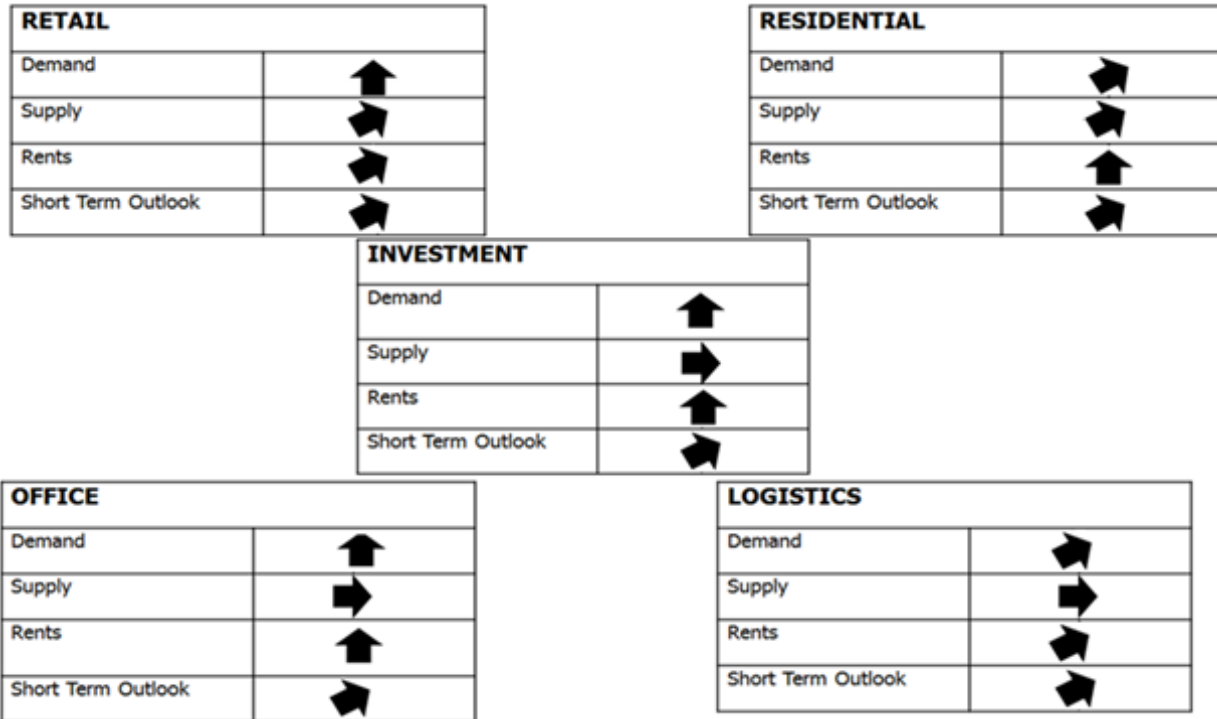 RETAIL
Demand
Supply
Rents
Short Term Outlook
RESIDENTIAL
Demand
Supply
Rents
Short Term Outlook
INVESTMENT
Demand
Supply
Rents
Short Term Outlook
OFFICE
Demand
Supply
Rents
Short Term Outlook
LOGISTICS
Demand
Supply
Rents
Short Term Outlook